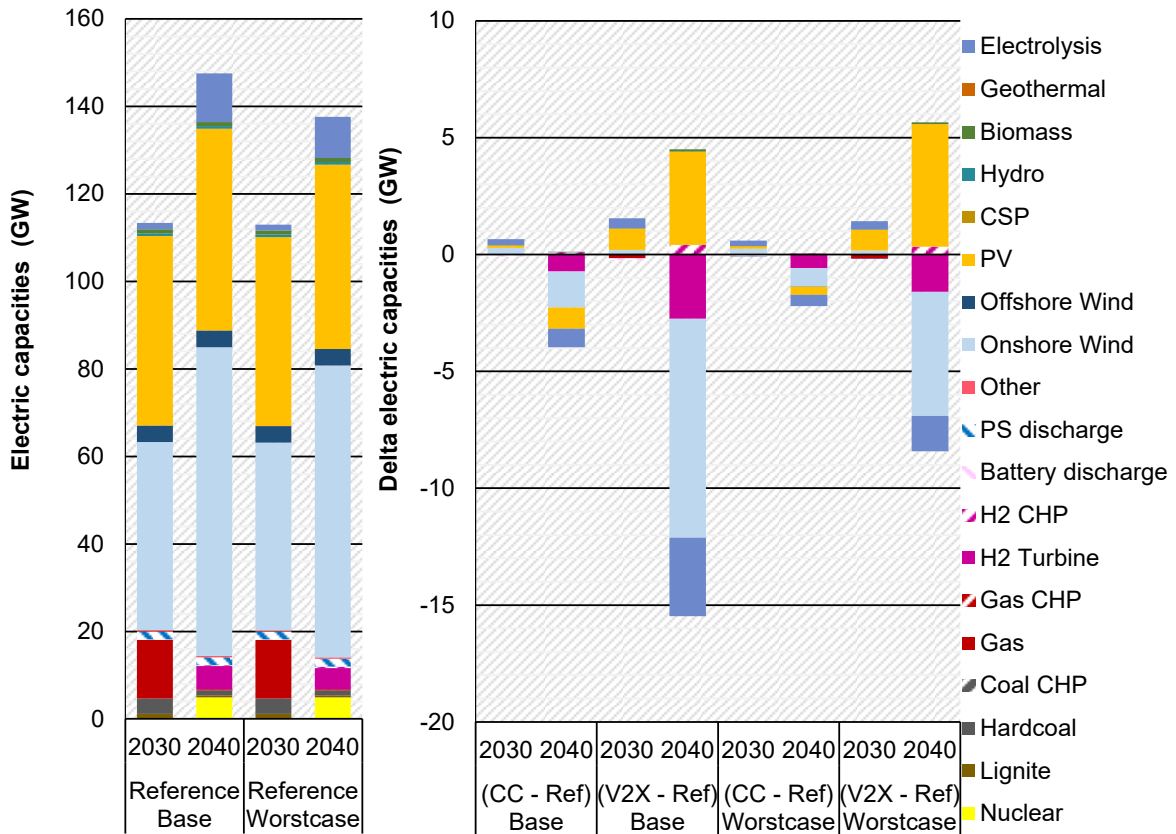 Electric capacities (GW)
160
140
120
100
80
60
40
20
0
2030 2040 2030 2040
Reference Reference
Base Worstcase
Delta electric capacities (GW)
10
5
0
-5
-10
-15
-20
2030 2040 2030 2040 2030 2040 2030 2040
(CC - Ref) (V2X - Ref) (CC - Ref) (V2X - Ref)
Base Base Worstcase Worstcase
Electrolysis
Geothermal
Biomass
Hydro
CSP
PV
Offshore Wind
Onshore Wind
Other
PS discharge
Battery discharge
H2 CHP
H2 Turbine
Gas CHP
Gas
Coal CHP
Hardcoal
Lignite
Nuclear